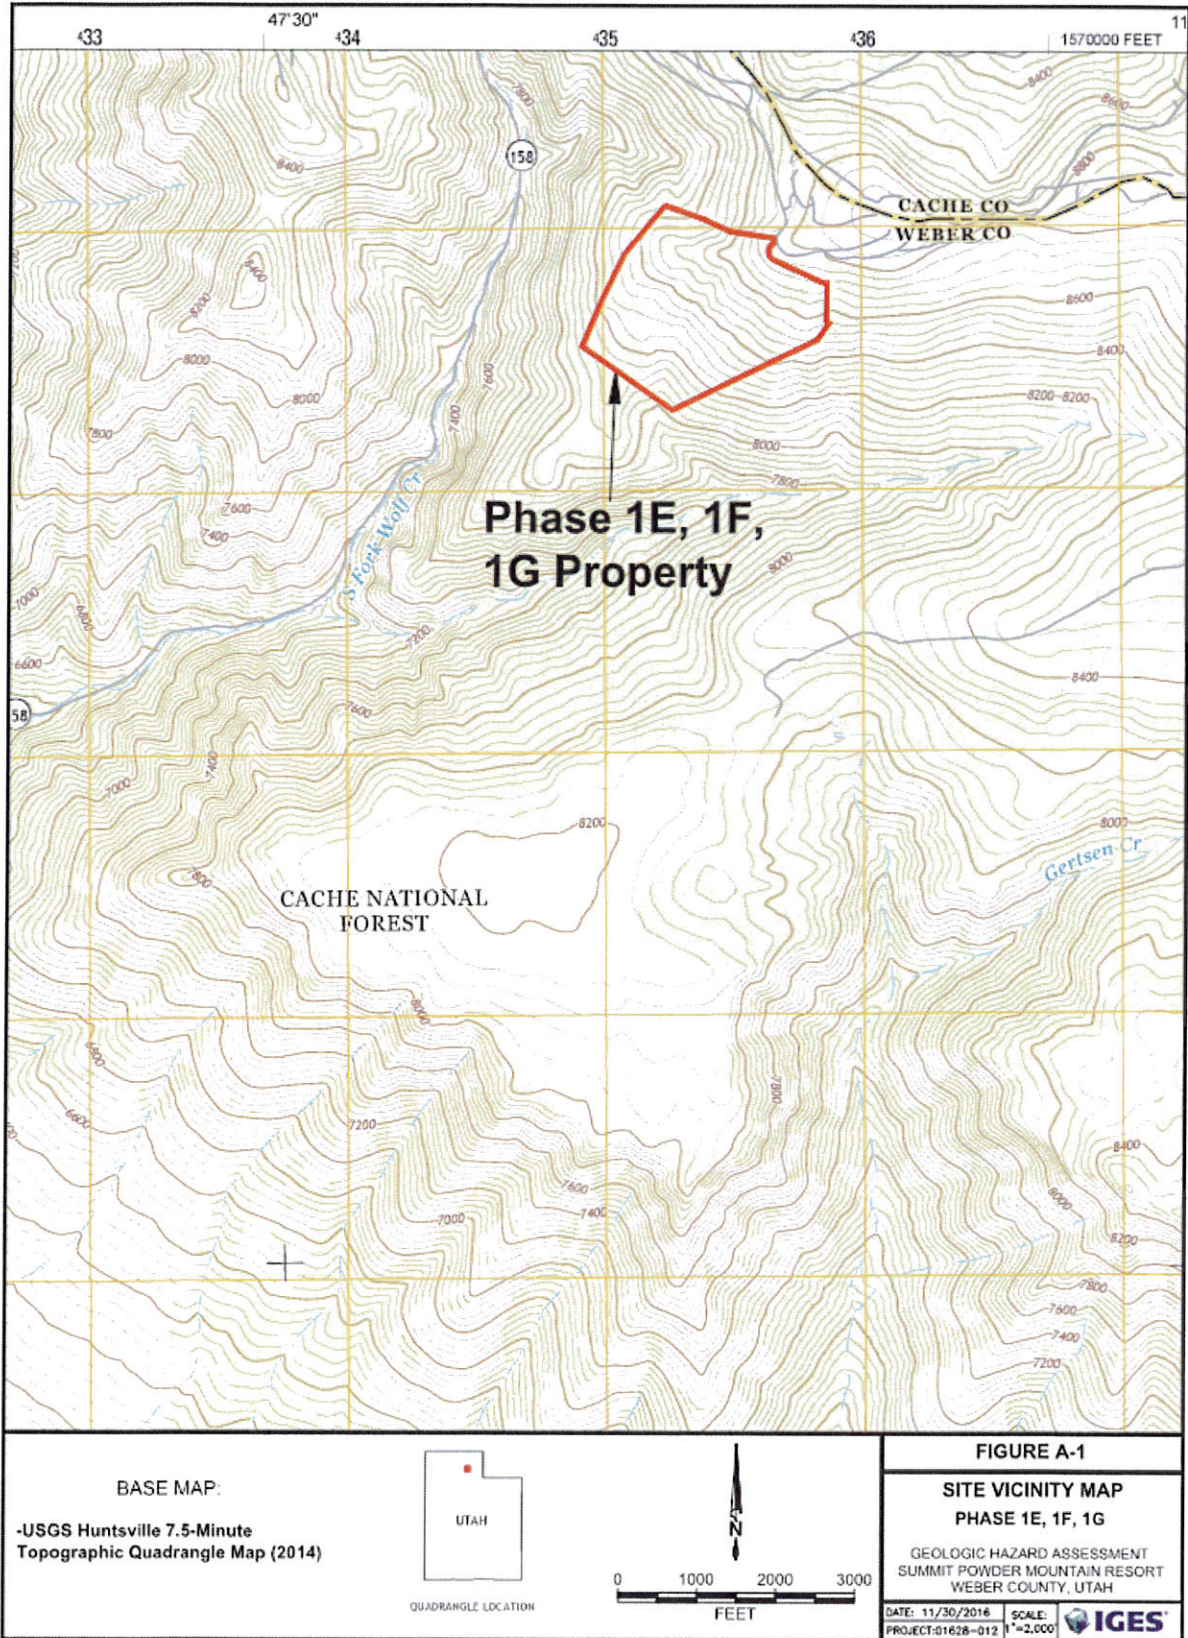 47'30"
11
433
434
435
436
1570000 FEET
7800
8400
8600
8400
158
8800
CACHE CO
WEBER CO
7200
8400
8200
8600
8000
7600
8400
8000
7400
8200
8200
7800
8000
7600
7800
7400
S Fork Wolf Cr
Phase 1E, 1F,
1G Property
8000
7000
6800
7200
6600
8400
58
7600
7400
7000
8200
8000
Gertsen Cr
7800
CACHE NATIONAL
FOREST
8000
6800
7800
6600
7200
8400
7600
8000
7400
7000
8200
7800
7600
7400
7200
BASE MAP:
-USGS Huntsville 7.5-Minute
Topographic Quadrangle Map (2014)
UTAH
QUADRANGLE LOCATION
N
0 1000 2000 3000
FEET
FIGURE A-1
SITE VICINITY MAP
PHASE 1E, 1F, 1G
GEOLOGIC HAZARD ASSESSMENT
SUMMIT POWDER MOUNTAIN RESORT
WEBER COUNTY, UTAH
DATE: 11/30/2016
PROJECT:01628-012
SCALE:
1"=2,000'
IGES